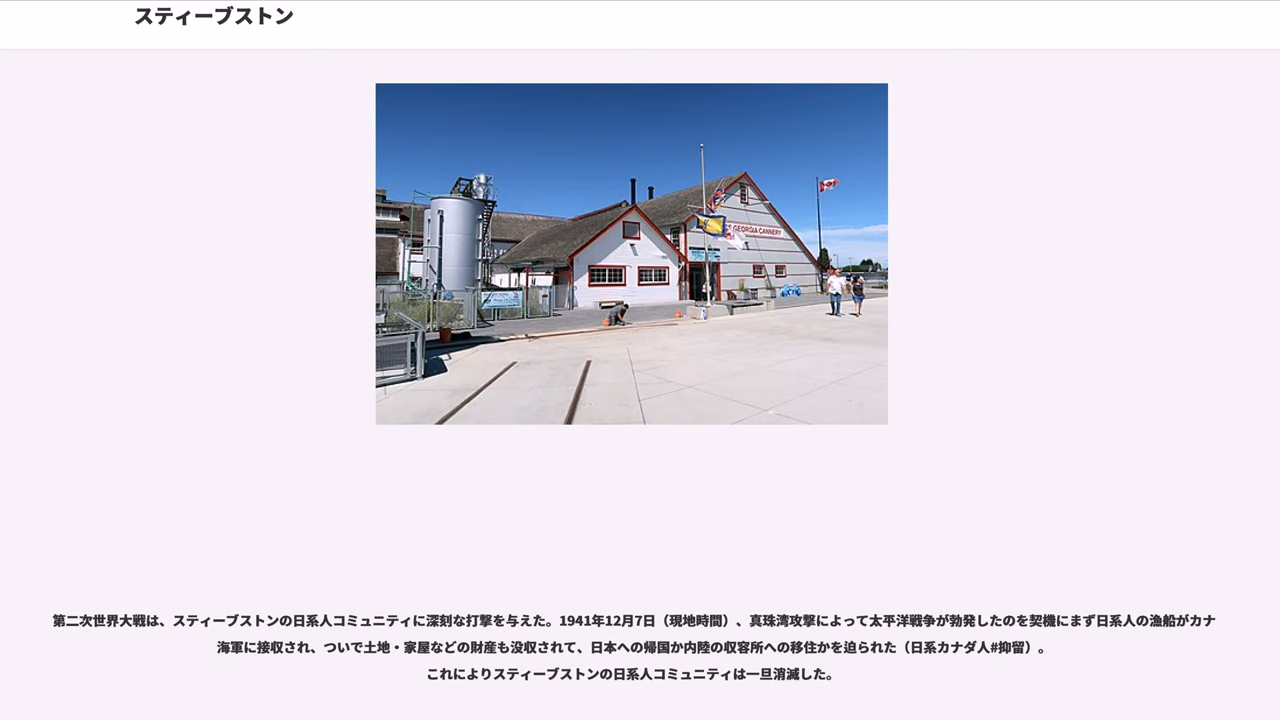 スティーブストン
GEORGIA CANNERY
第二次世界大戦は、スティーブストンの日系人コミュニティに深刻な打撃を与えた。1941年12月7日（現地時間）、真珠湾攻撃によって太平洋戦争が勃発したのを契機にまず日系人の漁船がカナ
海軍に接収され、ついで土地・家屋などの財産も没収されて、日本への帰国か内陸の収容所への移住かを迫られた（日系カナダ人#抑留）。
これによりスティーブストンの日系人コミュニティは一旦消滅した。